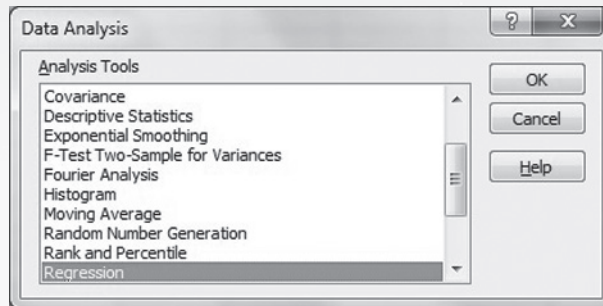 Data Analysis
?
X
Analysis Tools
Covariance
Descriptive Statistics
Exponential Smoothing
F-Test Two-Sample for Variances
Fourier Analysis
Histogram
Moving Average
Random Number Generation
Rank and Percentile
Regression
OK
Cancel
Help